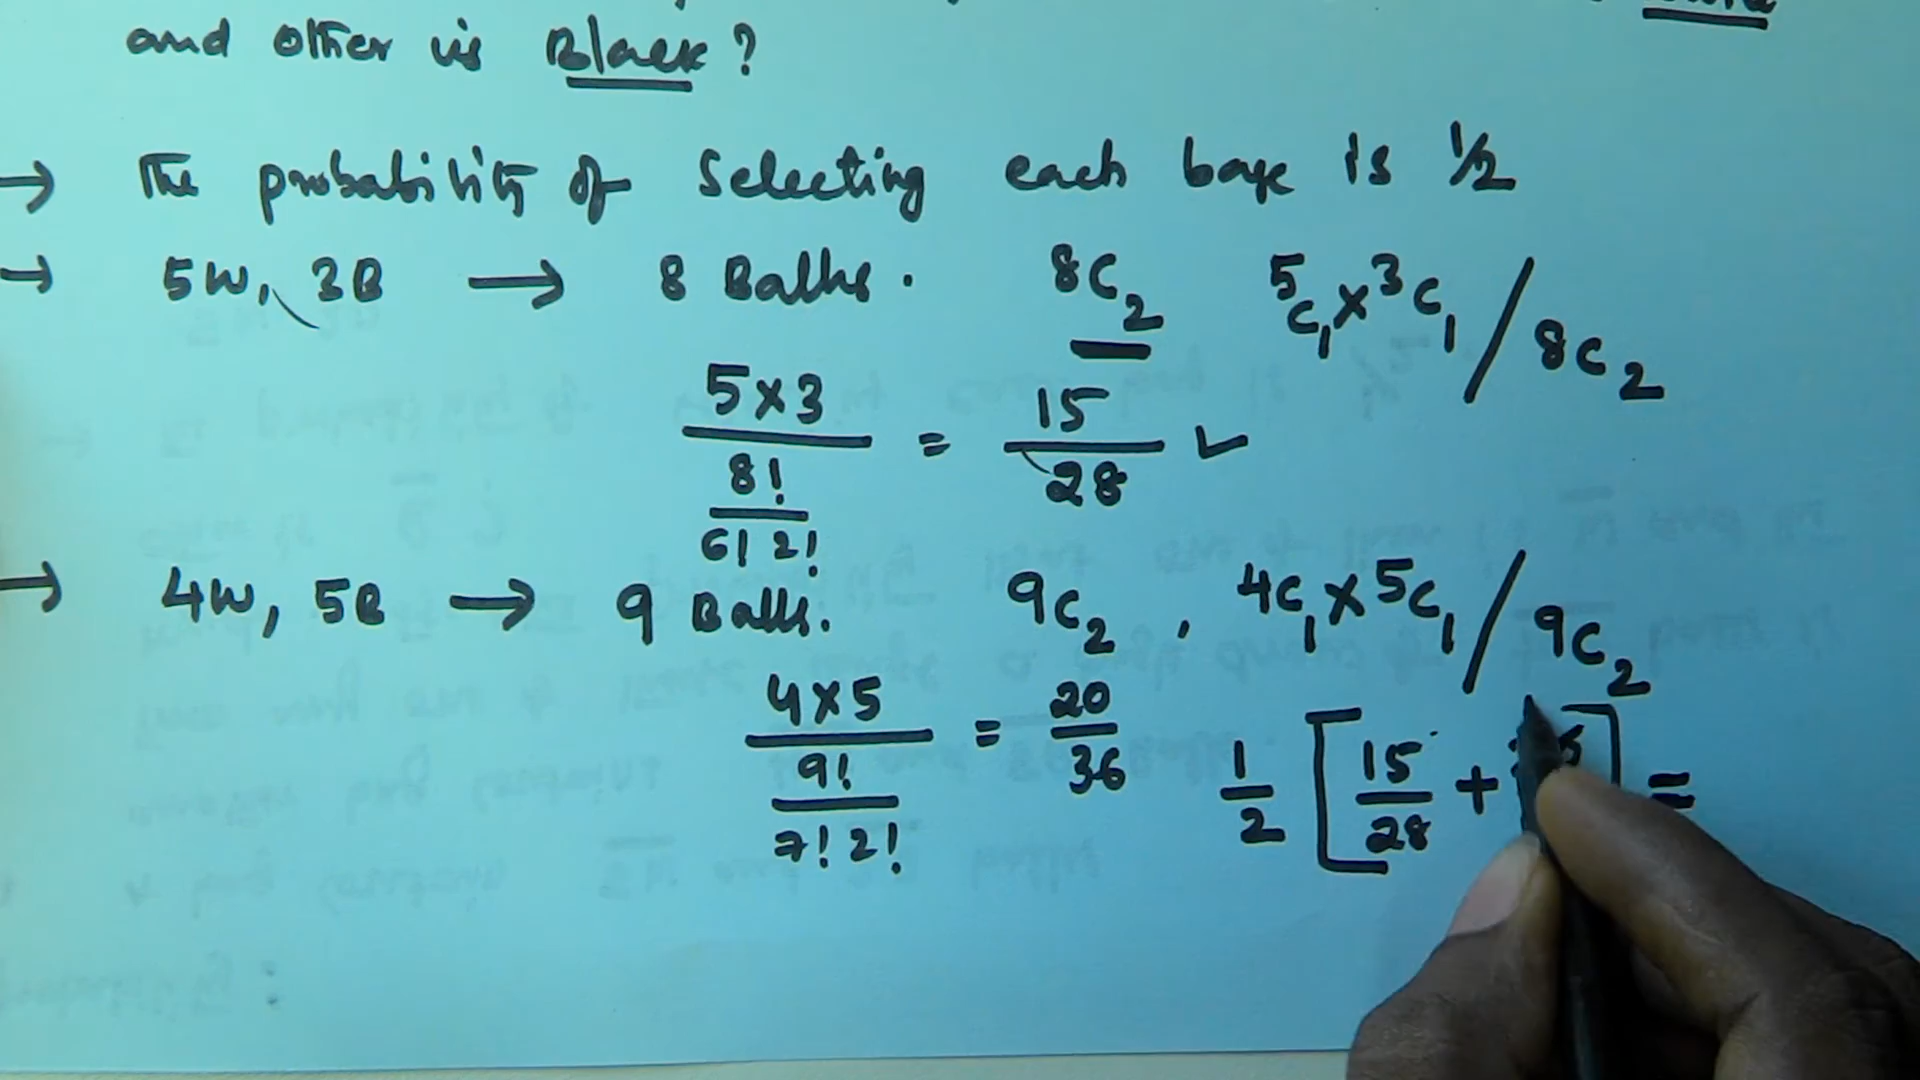 and other is Black?
→ The probability of selecting each bag is 1/2
→ 5W, 3B → 8 Balls. 8C2 5C1 × 3C1 / 8C2
5×3 / 8! / 6! 2! = 15 / 28 ✓
→ 4W, 5B → 9 Balls. 9C2 , 4C1 × 5C1 / 9C2
4×5 / 9! / 7! 2! = 20 / 36
1/2 [ 15/28 + ] =